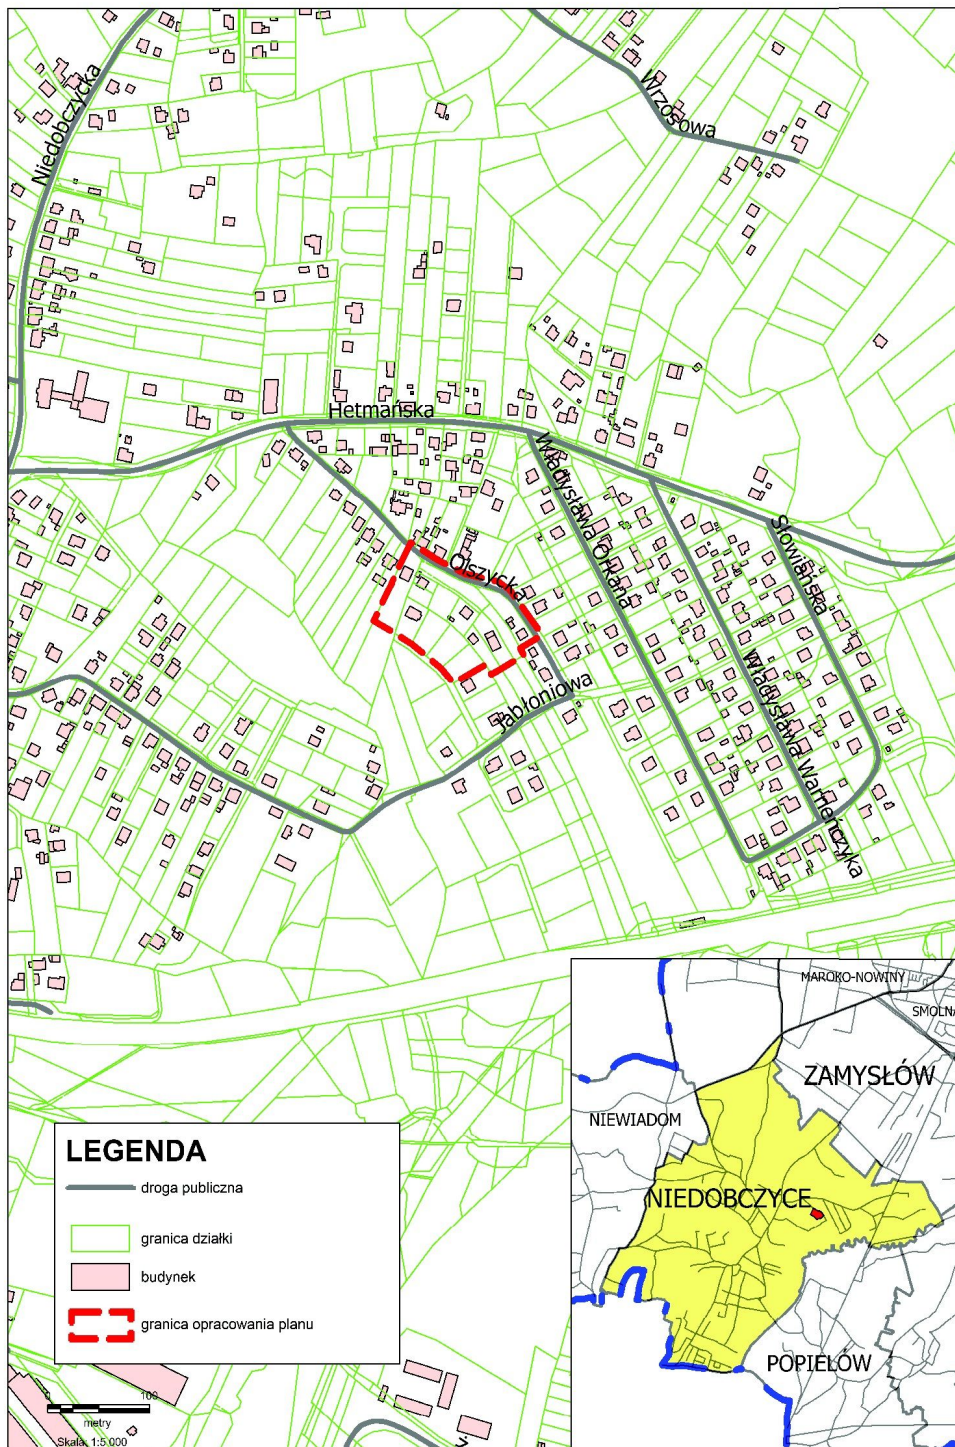 Niedobczycka
Wrzosowa
Hetmańska
Władysława Orkana
Słowiańska
Olszycka
Jabłoniowa
Władysława Warneńczyka
MAROKO-NOWINY
SMOLNA
ZAMYSŁÓW
NIEWIADOM
NIEDOBCZYCE
POPIELÓW
LEGENDA
droga publiczna
granica działki
budynek
granica opracowania planu
0 100
metry
Skala: 1:5 000